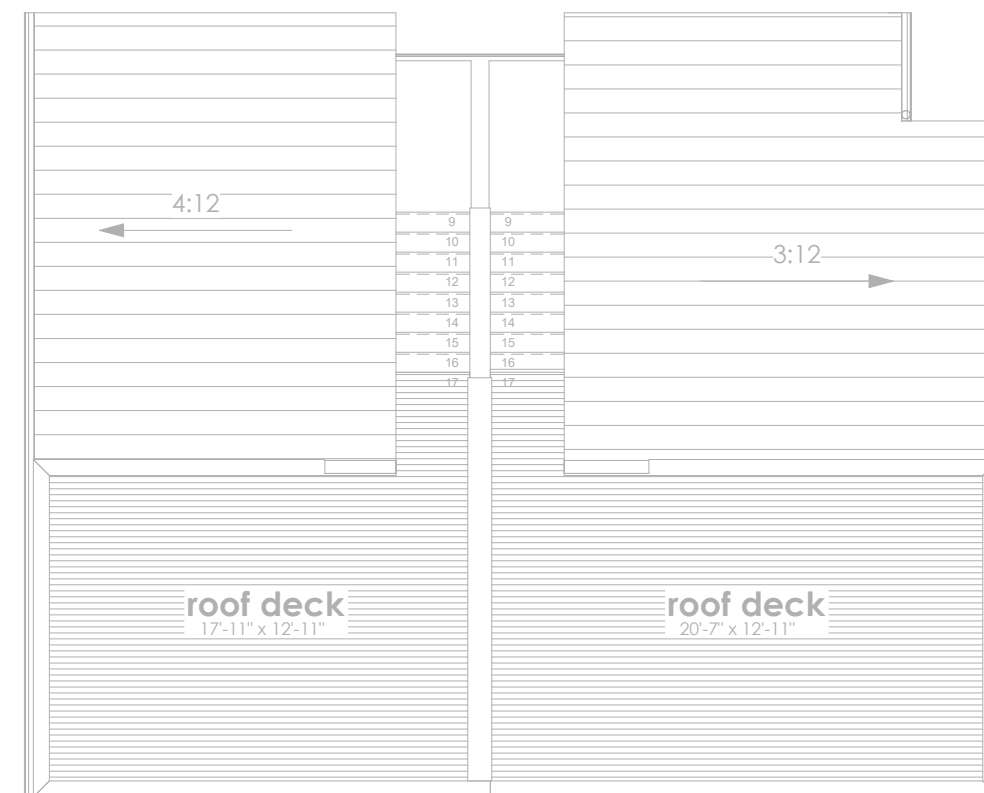 4:12
3:12
9 9
10 10
11 11
12 12
13 13
14 14
15 15
16 16
17 17
roof deck
17'-11" x 12'-11"
roof deck
20'-7" x 12'-11"